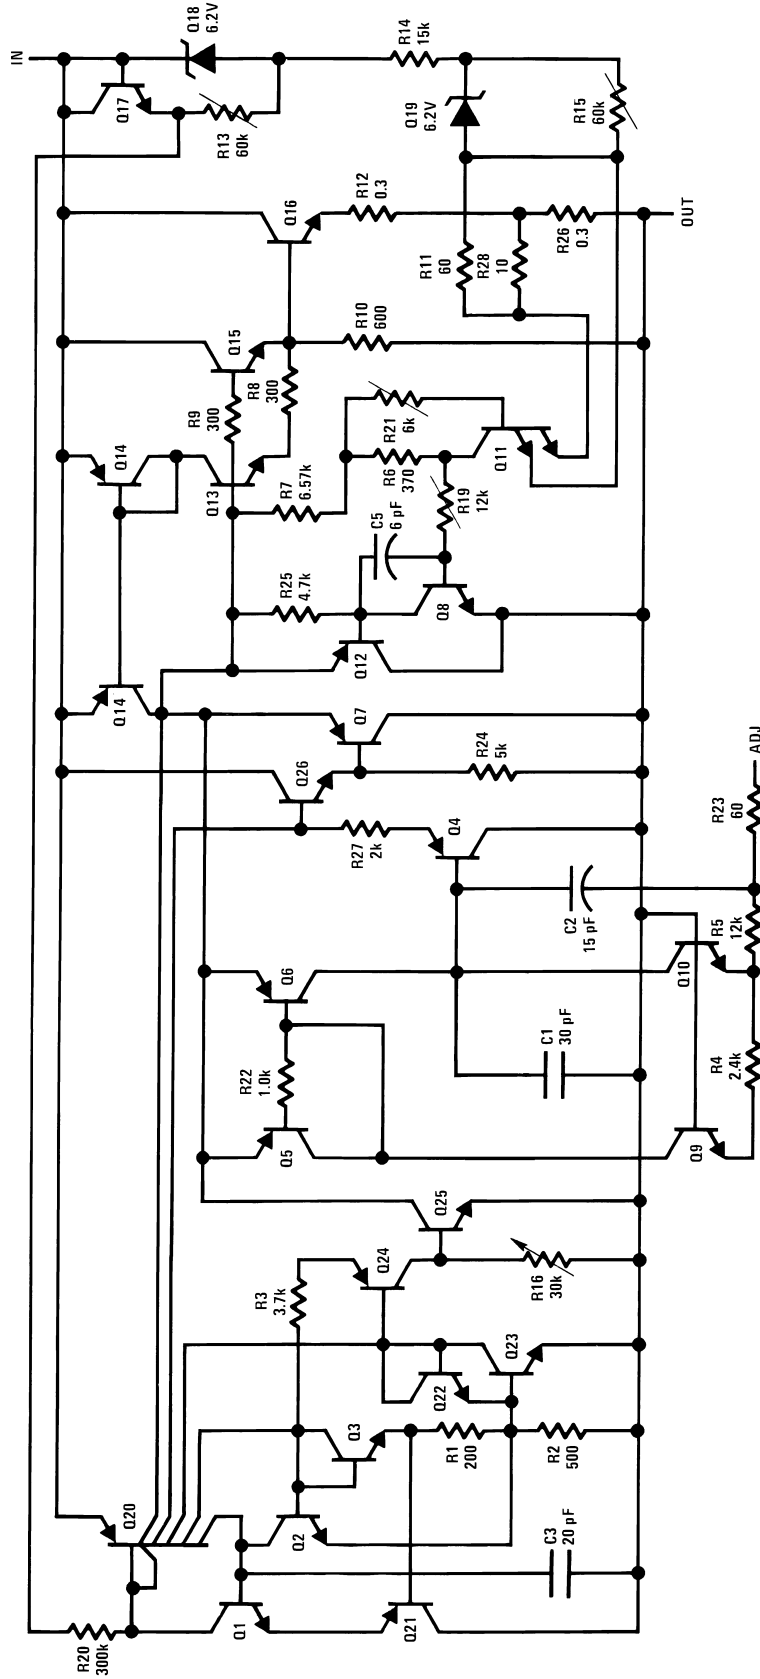 IN
Q18
6.2V
Q17
R13
60k
R14
15k
Q19
6.2V
R15
60k
Q16
R12
0.3
R11
60
R28
10
R26
0.3
OUT
Q15
R9
300
R8
300
R10
600
Q14
Q13
R7
6.57k
R21
6k
R6
370
R19
12k
Q11
C5
6 pF
R25
4.7k
Q8
Q12
Q14
Q7
Q26
R24
5k
R27
2k
Q4
ADJ
R23
60
C2
15 pF
R5
12k
Q6
Q10
R22
1.0k
C1
30 pF
R4
2.4k
Q5
Q9
Q25
Q24
R16
30k
R3
3.7k
Q23
Q22
Q3
R1
200
R2
500
Q20
Q2
C3
20 pF
Q1
Q21
R20
300k